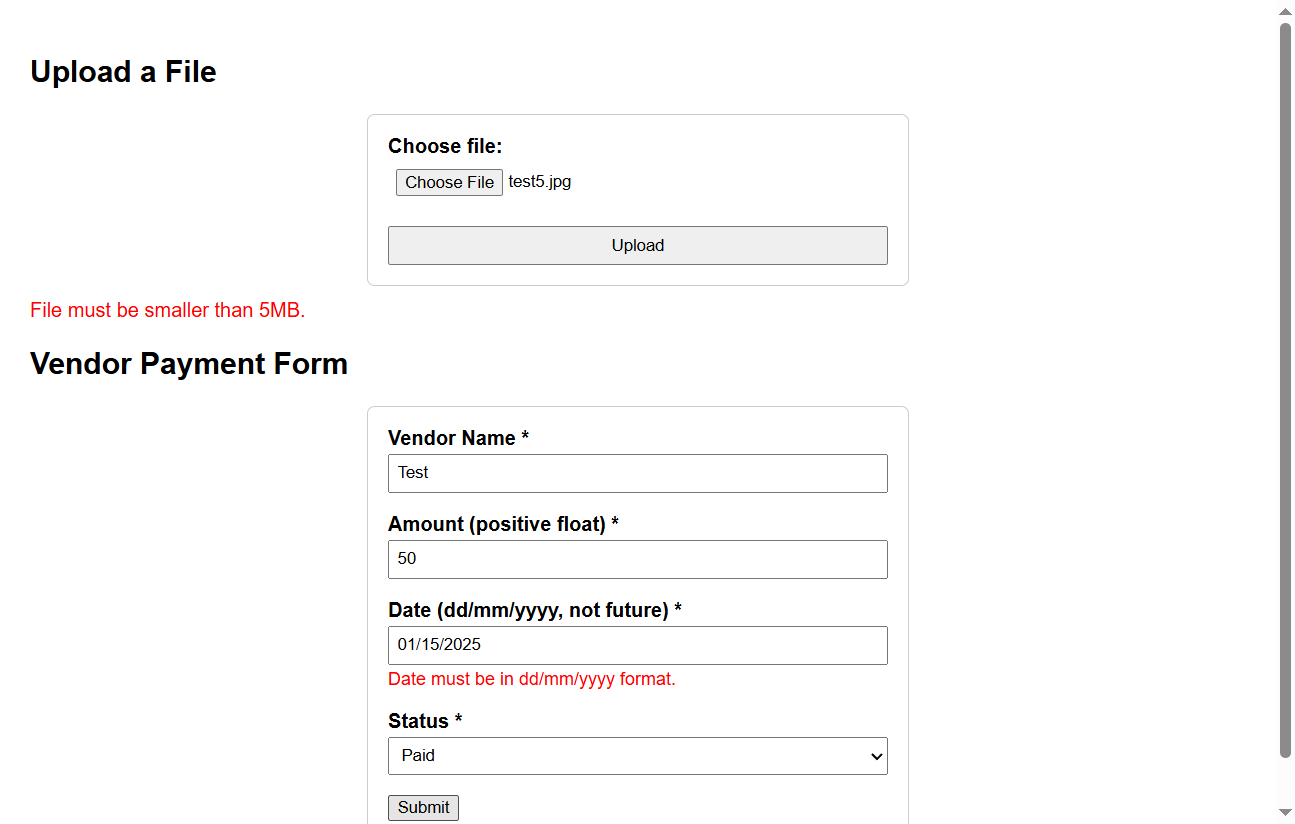 Upload a File
Choose file:
Choose File test5.jpg
Upload
File must be smaller than 5MB.
Vendor Payment Form
Vendor Name *
Test
Amount (positive float) *
50
Date (dd/mm/yyyy, not future) *
01/15/2025
Date must be in dd/mm/yyyy format.
Status *
Paid
Submit